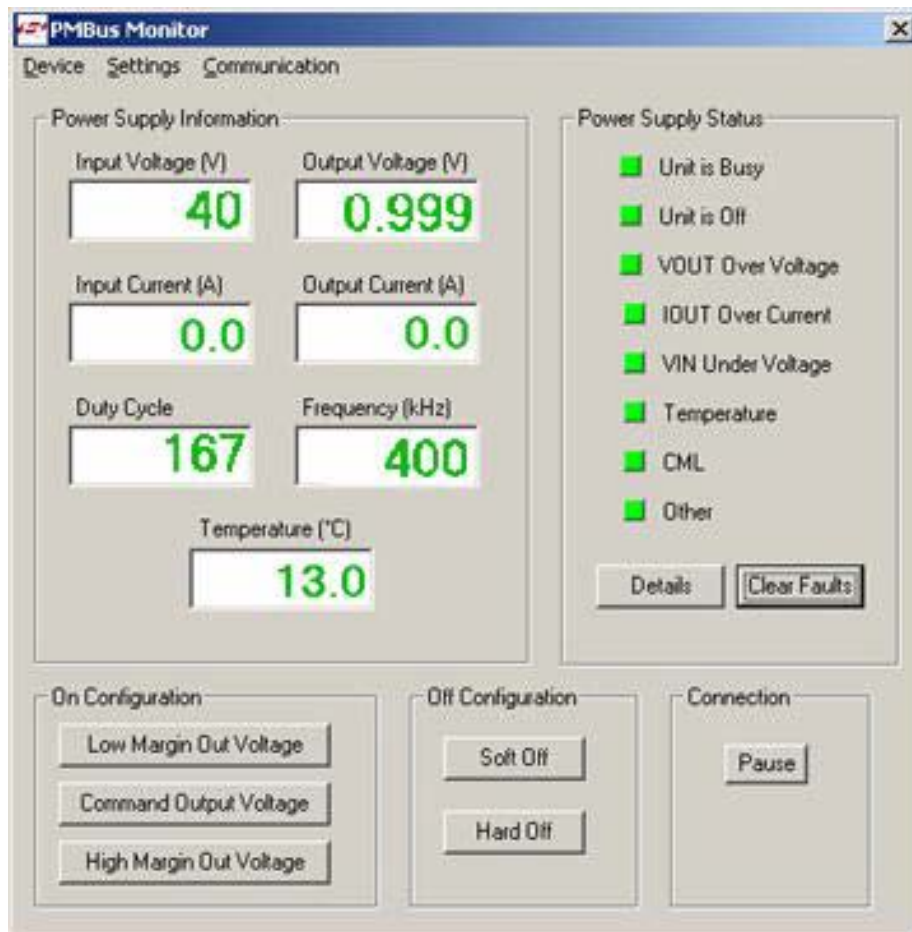 PMBus Monitor
Device Settings Communication
Power Supply Information
Input Voltage (V) Output Voltage (V)
40 0.999
Input Current (A) Output Current (A)
0.0 0.0
Duty Cycle Frequency (kHz)
167 400
Temperature (°C)
13.0
Power Supply Status
Unit is Busy
Unit is Off
VOUT Over Voltage
IOUT Over Current
VIN Under Voltage
Temperature
CML
Other
Details Clear Faults
On Configuration
Low Margin Out Voltage
Command Output Voltage
High Margin Out Voltage
Off Configuration
Soft Off
Hard Off
Connection
Pause